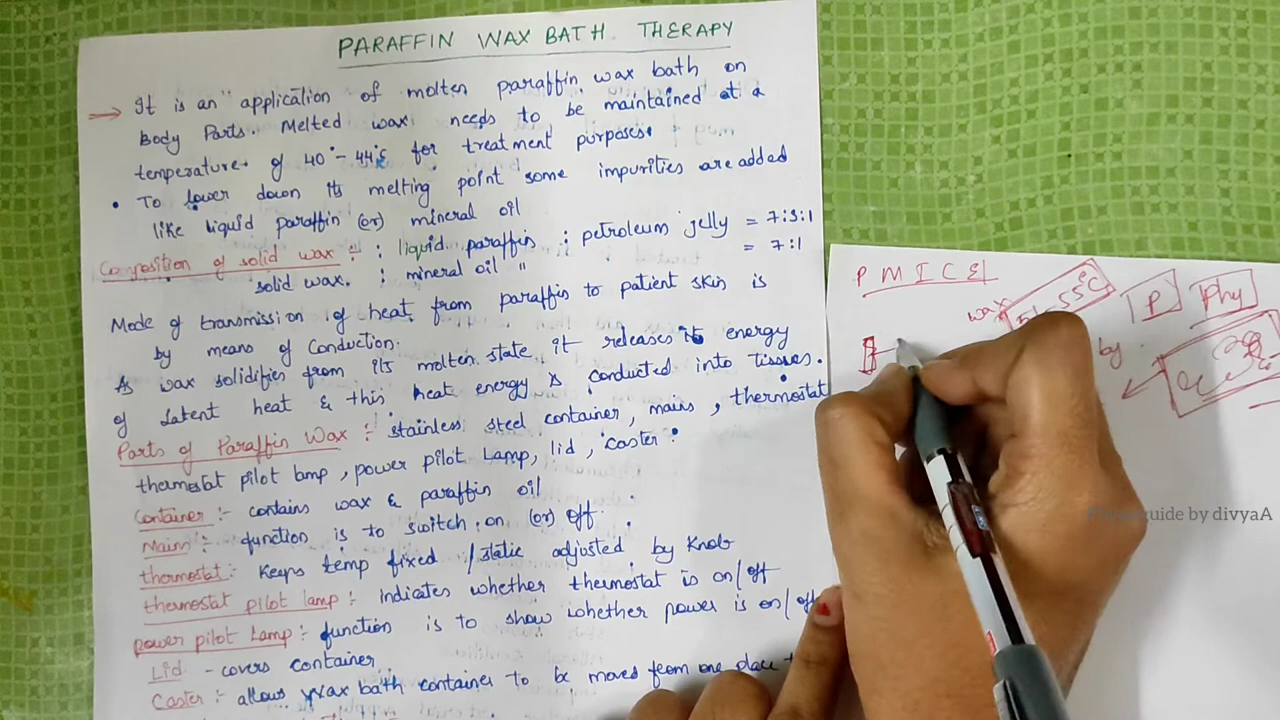 PARAFFIN WAX BATH THERAPY
→ It is an application of molten paraffin wax bath on
Body Parts. Melted wax needs to be maintained at a
temperature of 40°-44°c for treatment purposes.
• To lower down its melting point some impurities are added
like liquid paraffin (or) mineral oil
Composition of solid wax :- : liquid paraffin : petroleum jelly = 7:3:1
solid wax. : mineral oil " = 7:1
Mode of transmission of heat from paraffin to patient skin is
by means of Conduction.
As wax solidifies from its molten state it releases its energy
of Latent heat & this heat energy is conducted into tissues.
Parts of Paraffin Wax :- stainless steel container, mains, thermostat
thermostat pilot lamp, power pilot Lamp, lid, caster.
Container :- contains wax & paraffin oil
Main :- function is to switch on (or) off.
thermostat :- Keeps temp fixed /static adjusted by Knob
thermostat pilot lamp :- indicates whether thermostat is on/off
power pilot Lamp :- function is to show whether power is on/off
Lid - covers container
Caster :- allows wax bath container to be moved from one place
PMICE
wax
55°C
P
Phy
by
guide by divyaA